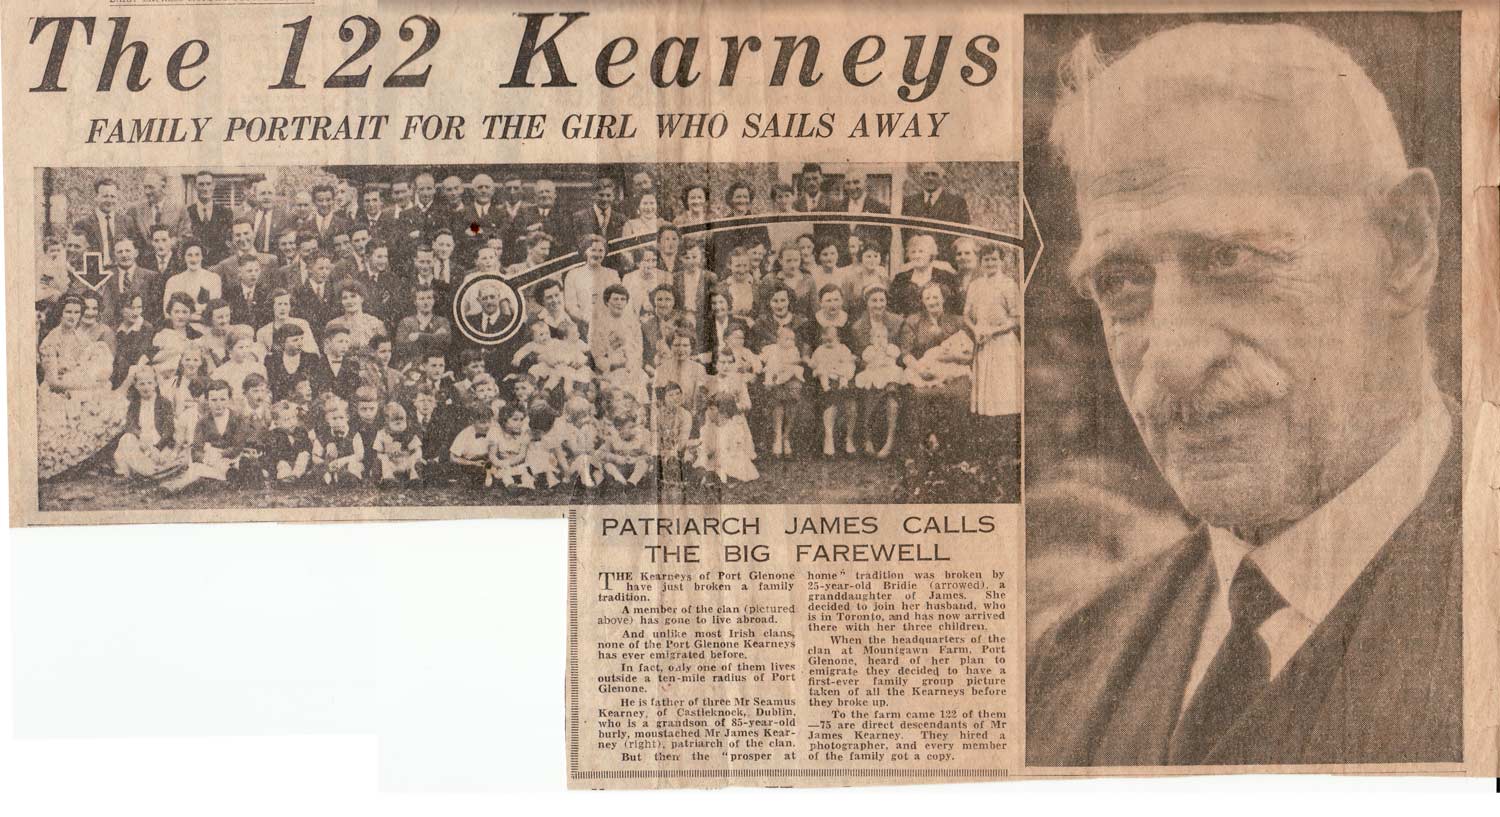 The 122 Kearneys
FAMILY PORTRAIT FOR THE GIRL WHO SAILS AWAY
PATRIARCH JAMES CALLS
THE BIG FAREWELL
THE Kearneys of Port Glenone
have just broken a family
tradition.
A member of the clan (pictured
above) has gone to live abroad.
And unlike most Irish clans,
none of the Port Glenone Kearneys
has ever emigrated before.
In fact, only one of them lives
outside a ten-mile radius of Port
Glenone.
He is father of three Mr Seamus
Kearney, of Castleknock, Dublin,
who is a grandson of 85-year-old
burly, moustached Mr James Kear-
ney (right), patriarch of the clan.
But then the "prosper at
home" tradition was broken by
25-year-old Bridie (arrowed), a
granddaughter of James. She
decided to join her husband, who
is in Toronto, and has now arrived
there with her three children.
When the headquarters of the
clan at Mountgawn Farm, Port
Glenone, heard of her plan to
emigrate they decided to have a
first-ever family group picture
taken of all the Kearneys before
they broke up.
To the farm came 122 of them
—75 are direct descendants of Mr
James Kearney. They hired a
photographer, and every member
of the family got a copy.